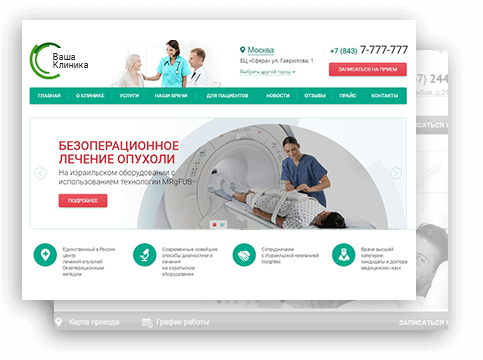 Ваша
Клиника
Москва
БЦ «Сфера» ул. Гаврилова, 1
Выбрать другой город
+7 (843) 7-777-777
ЗАПИСАТЬСЯ НА ПРИЕМ
ГЛАВНАЯ О КЛИНИКЕ УСЛУГИ НАШИ ВРАЧИ ДЛЯ ПАЦИЕНТОВ НОВОСТИ ОТЗЫВЫ ПРАЙС КОНТАКТЫ
БЕЗОПЕРАЦИОННОЕ
ЛЕЧЕНИЕ ОПУХОЛИ
На израильском оборудовании с
использованием технологии MRgFUS
ПОДРОБНЕЕ
Единственный в России
центр
лечения опухолей
безоперационным
методом
Современные новейшие
способы диагностики и
лечения
на израильском
оборудовании
Сотрудничаем
с Израильской компанией
Insightec
Врачи высшей
категории,
кандидаты и доктора
медицинских наук
67) 244
ЗАПИСАТЬСЯ Н
Карта проезда
График работы
ЗАПИСАТЬСЯ Н